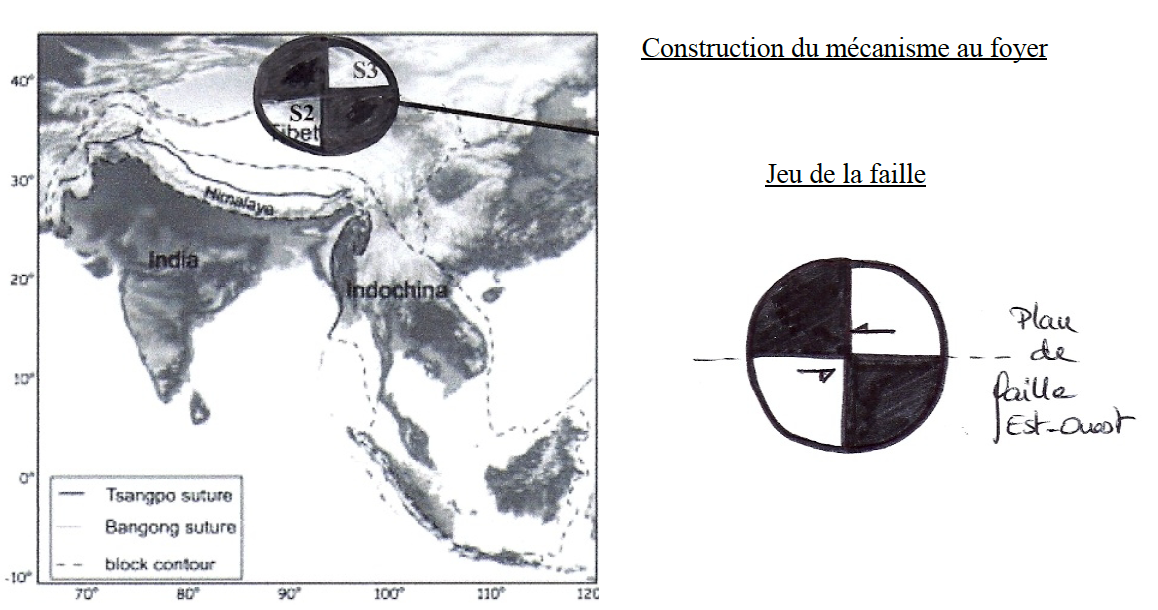 40°
30°
20°
10°
0°
-10°
70°
80°
90°
100°
110°
120
S3
S2
Tibet
Himalaya
India
Indochina
Tsangpo suture
Bangong suture
block contour
Construction du mécanisme au foyer
Jeu de la faille
Plan
de
faille
Est-Ouest